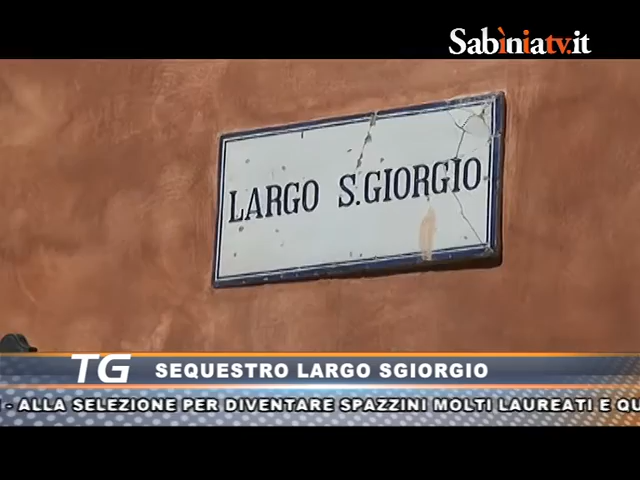 Sabìniatv.it
LARGO S.GIORGIO
TG SEQUESTRO LARGO SGIORGIO
- ALLA SELEZIONE PER DIVENTARE SPAZZINI MOLTI LAUREATI E QU